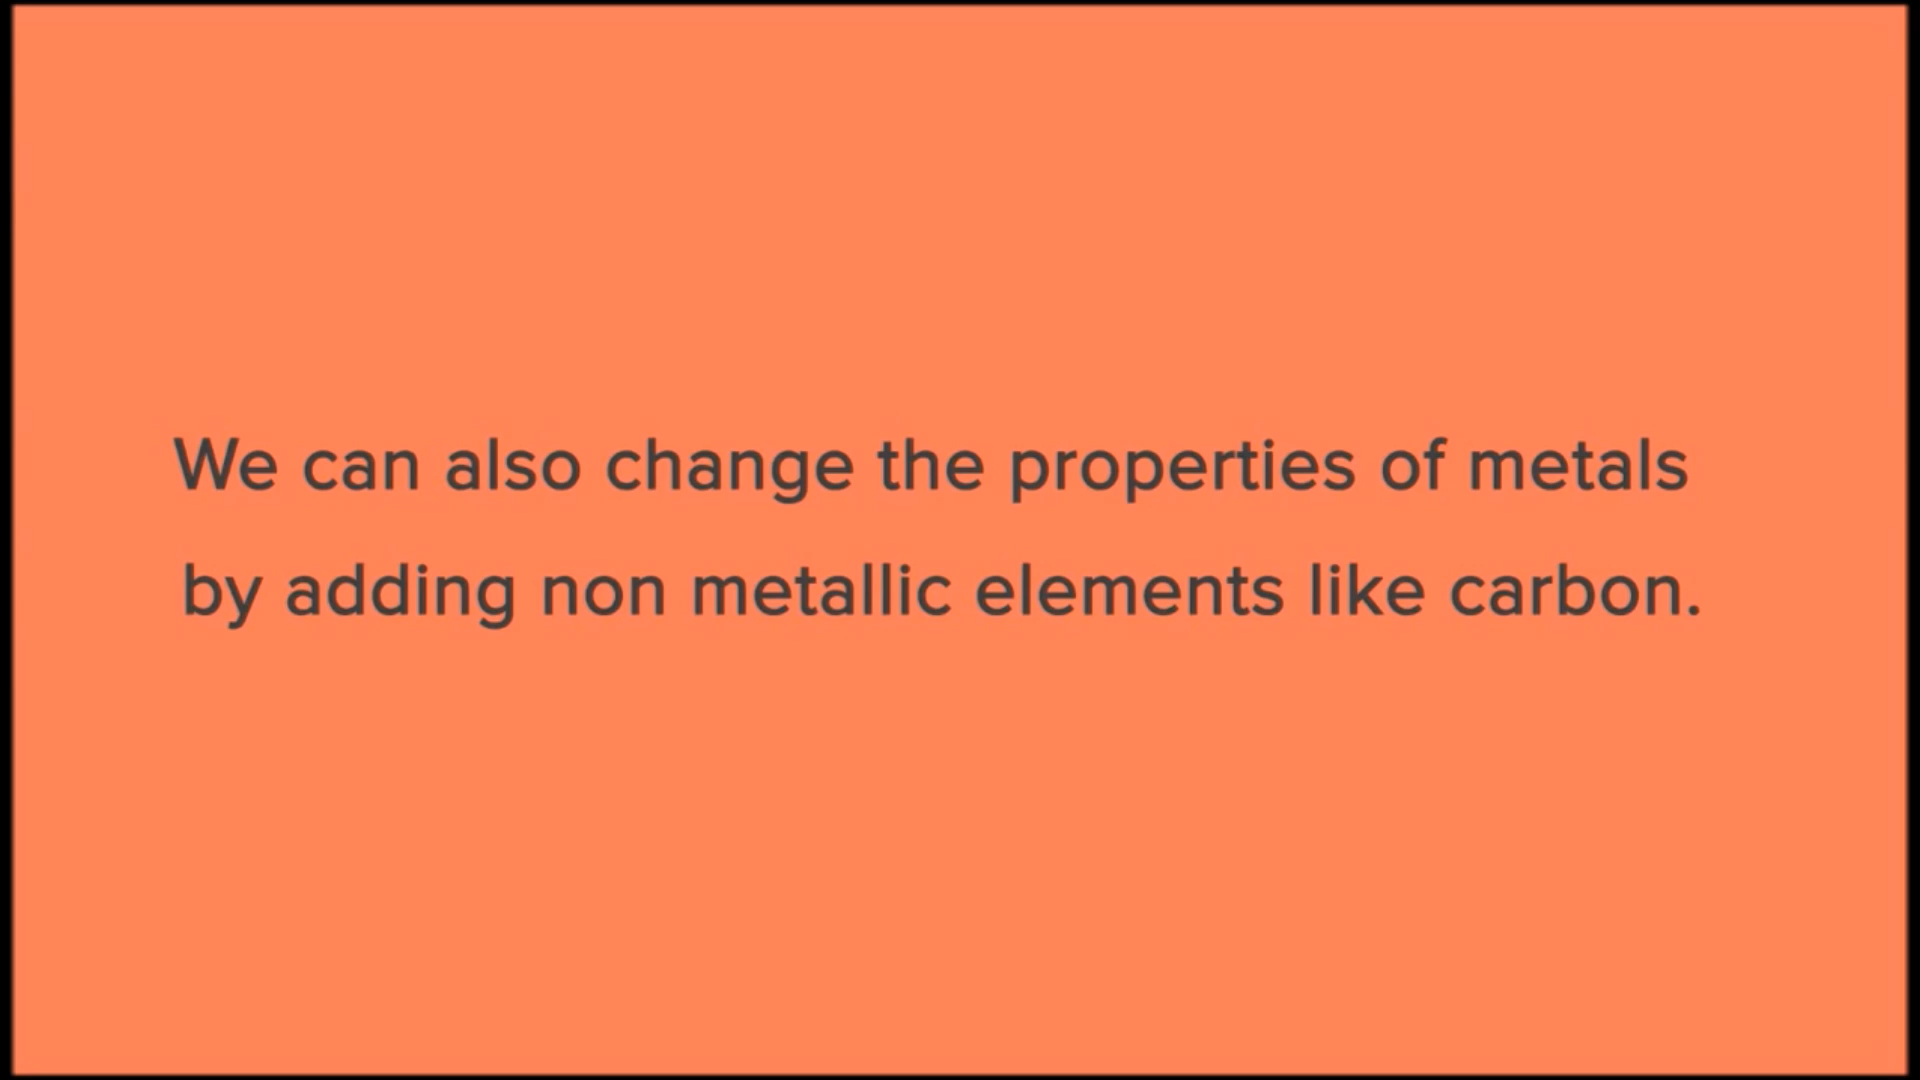 We can also change the properties of metals
by adding non metallic elements like carbon.